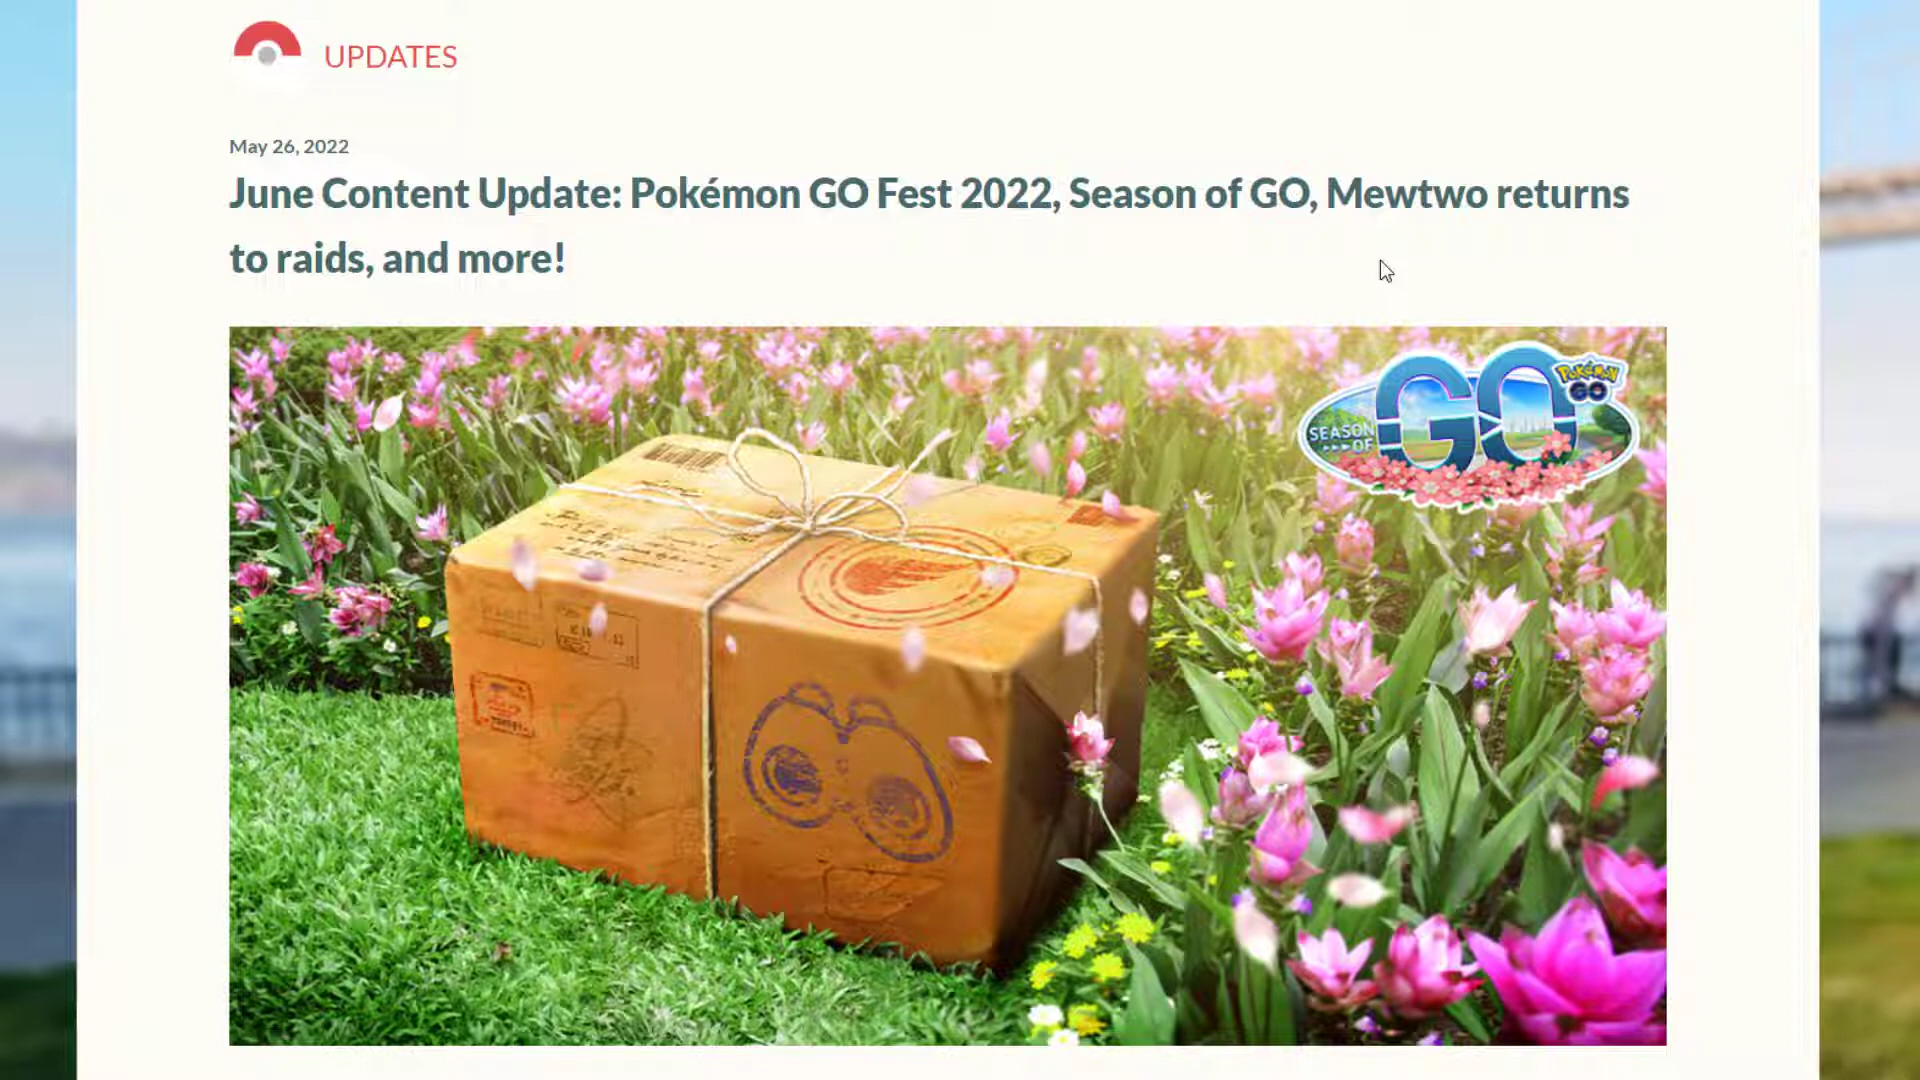 UPDATES
May 26, 2022
June Content Update: Pokémon GO Fest 2022, Season of GO, Mewtwo returns
to raids, and more!
SEASON
OF
GO
Pokémon
GO